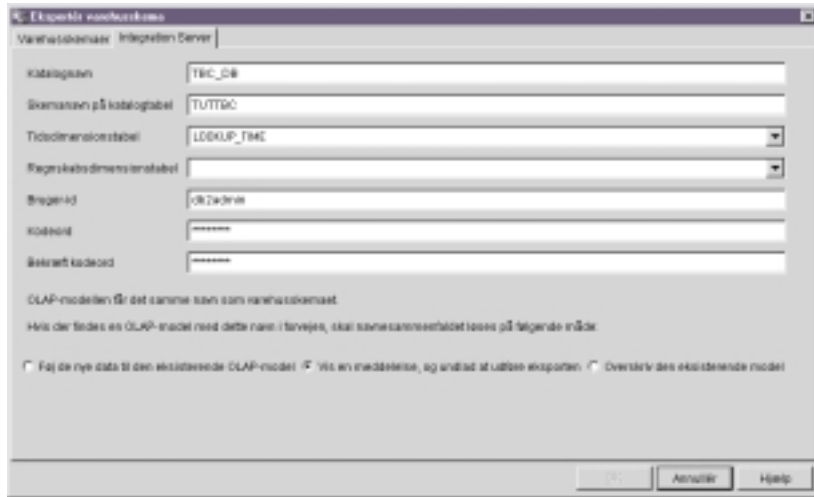 Eksportér varehusskema
Varehusskemaer Integration Server
Katalognavn TBC_DB
Skemanavn på katalogtabel TUTTBC
Tidsdimensionstabel LOOKUP_TIME
Regnskabsdimensionstabel
Bruger-id db2admin
Kodeord *******
Bekræft kodeord *******
OLAP-modellen får det samme navn som varehusskemaet.
Hvis der findes en OLAP-model med dette navn i forvejen, skal navnesammenfaldet løses på følgende måde:
Føj de nye data til den eksisterende OLAP-model Vis en meddelelse, og undlad at udføre eksporten Overskriv den eksisterende model
Annullér Hjælp